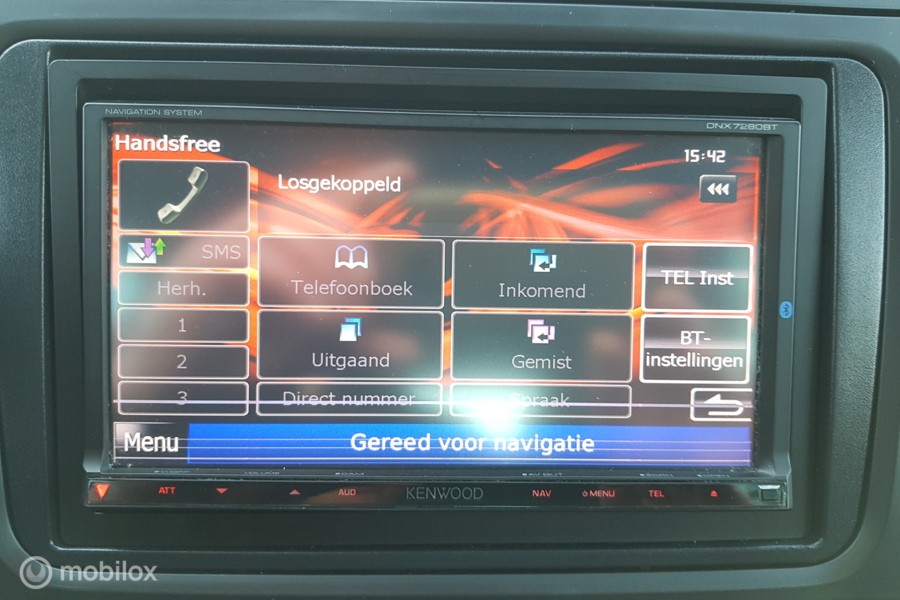 NAVIGATION SYSTEM
DNX7280BT
Handsfree
15:42
Losgekoppeld
SMS
Telefoonboek
Inkomend
TEL Inst
Herh.
1
Uitgaand
Gemist
BT-
instellingen
2
3
Direct nummer
Spraak
Menu
Gereed voor navigatie
ATT
AUD
KENWOOD
NAV
MENU
TEL
mobilox